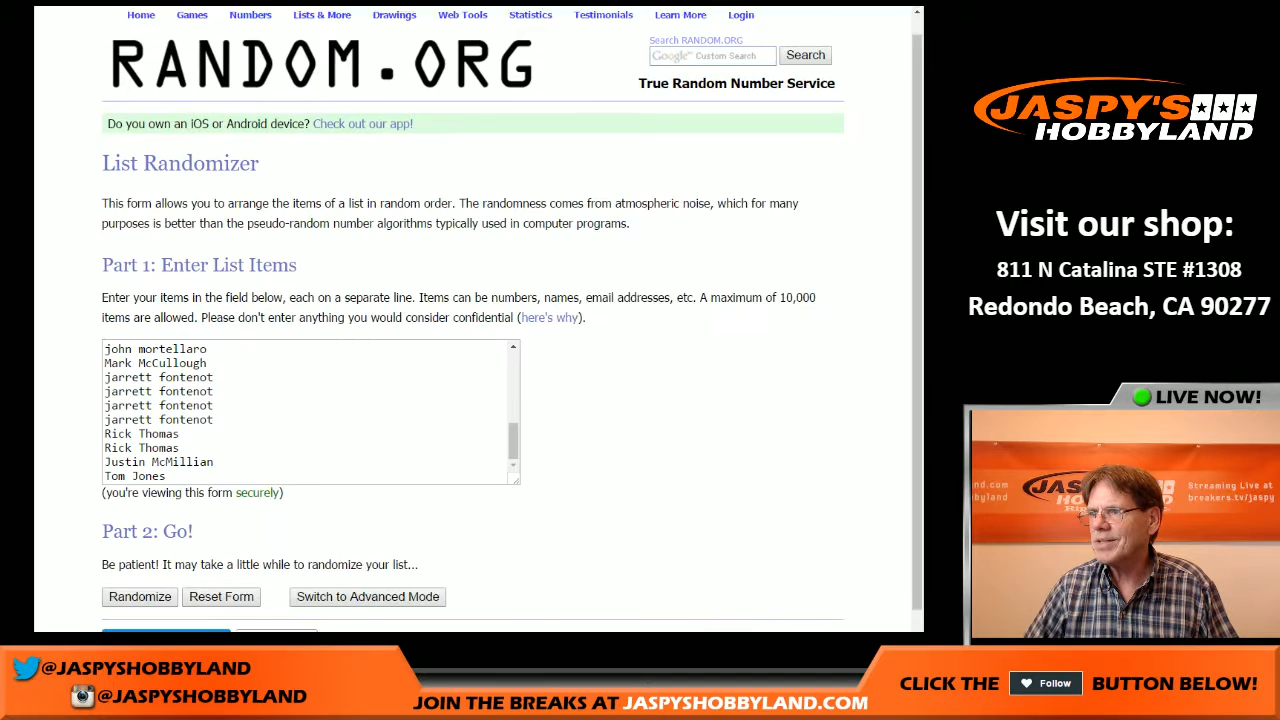 Home Games Numbers Lists & More Drawings Web Tools Statistics Testimonials Learn More Login
RANDOM.ORG
Search RANDOM.ORG
Google™ Custom Search Search
True Random Number Service
Do you own an iOS or Android device? Check out our app!
List Randomizer
This form allows you to arrange the items of a list in random order. The randomness comes from atmospheric noise, which for many
purposes is better than the pseudo-random number algorithms typically used in computer programs.
Part 1: Enter List Items
Enter your items in the field below, each on a separate line. Items can be numbers, names, email addresses, etc. A maximum of 10,000
items are allowed. Please don't enter anything you would consider confidential (here's why).
john mortellaro
Mark McCullough
jarrett fontenot
jarrett fontenot
jarrett fontenot
jarrett fontenot
Rick Thomas
Rick Thomas
Justin McMillian
Tom Jones
(you're viewing this form securely)
Part 2: Go!
Be patient! It may take a little while to randomize your list...
Randomize Reset Form Switch to Advanced Mode
JASPY'S
HOBBYLAND
Visit our shop:
811 N Catalina STE #1308
Redondo Beach, CA 90277
LIVE NOW!
Streaming Live at
breakers.tv/jaspy
@JASPYSHOBBYLAND
@JASPYSHOBBYLAND
JOIN THE BREAKS AT JASPYSHOBBYLAND.COM
CLICK THE Follow BUTTON BELOW!